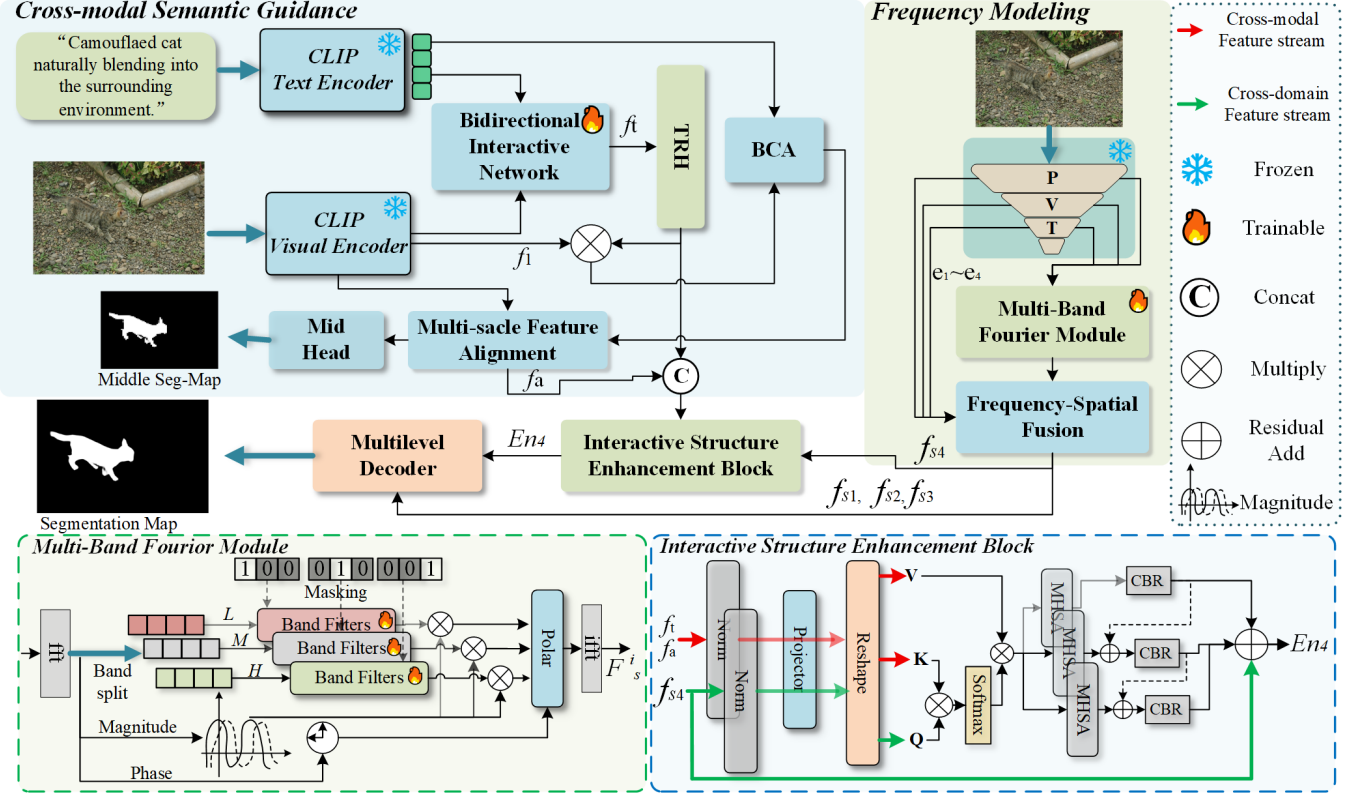 Cross-modal Semantic Guidance
“Camouflaed cat
naturally blending into
the surrounding
environment.”
CLIP
Text Encoder
Bidirectional
Interactive
Network
ft
TRH
BCA
CLIP
Visual Encoder
f1
Mid
Head
Multi-sacle Feature
Alignment
Middle Seg-Map
fa
C
Multilevel
Decoder
En4
Interactive Structure
Enhancement Block
Segmentation Map
Frequency Modeling
P
V
T
e1~e4
Multi-Band
Fourier Module
Frequency-Spatial
Fusion
fs4
fs1, fs2,fs3
Cross-modal
Feature stream
Cross-domain
Feature stream
Frozen
Trainable
C
Concat
Multiply
Residual
Add
Magnitude
Multi-Band Fourior Module
1 0 0 0 1 0 0 0 1
Masking
fft
Band
split
L
M
H
Band Filters
Band Filters
Band Filters
Magnitude
Phase
Polar
ifft
F i s
Interactive Structure Enhancement Block
ft
fa
fs4
Norm
Norm
Projector
Reshape
V
K
Q
Softmax
MHSA
MHSA
MHSA
CBR
CBR
CBR
En4